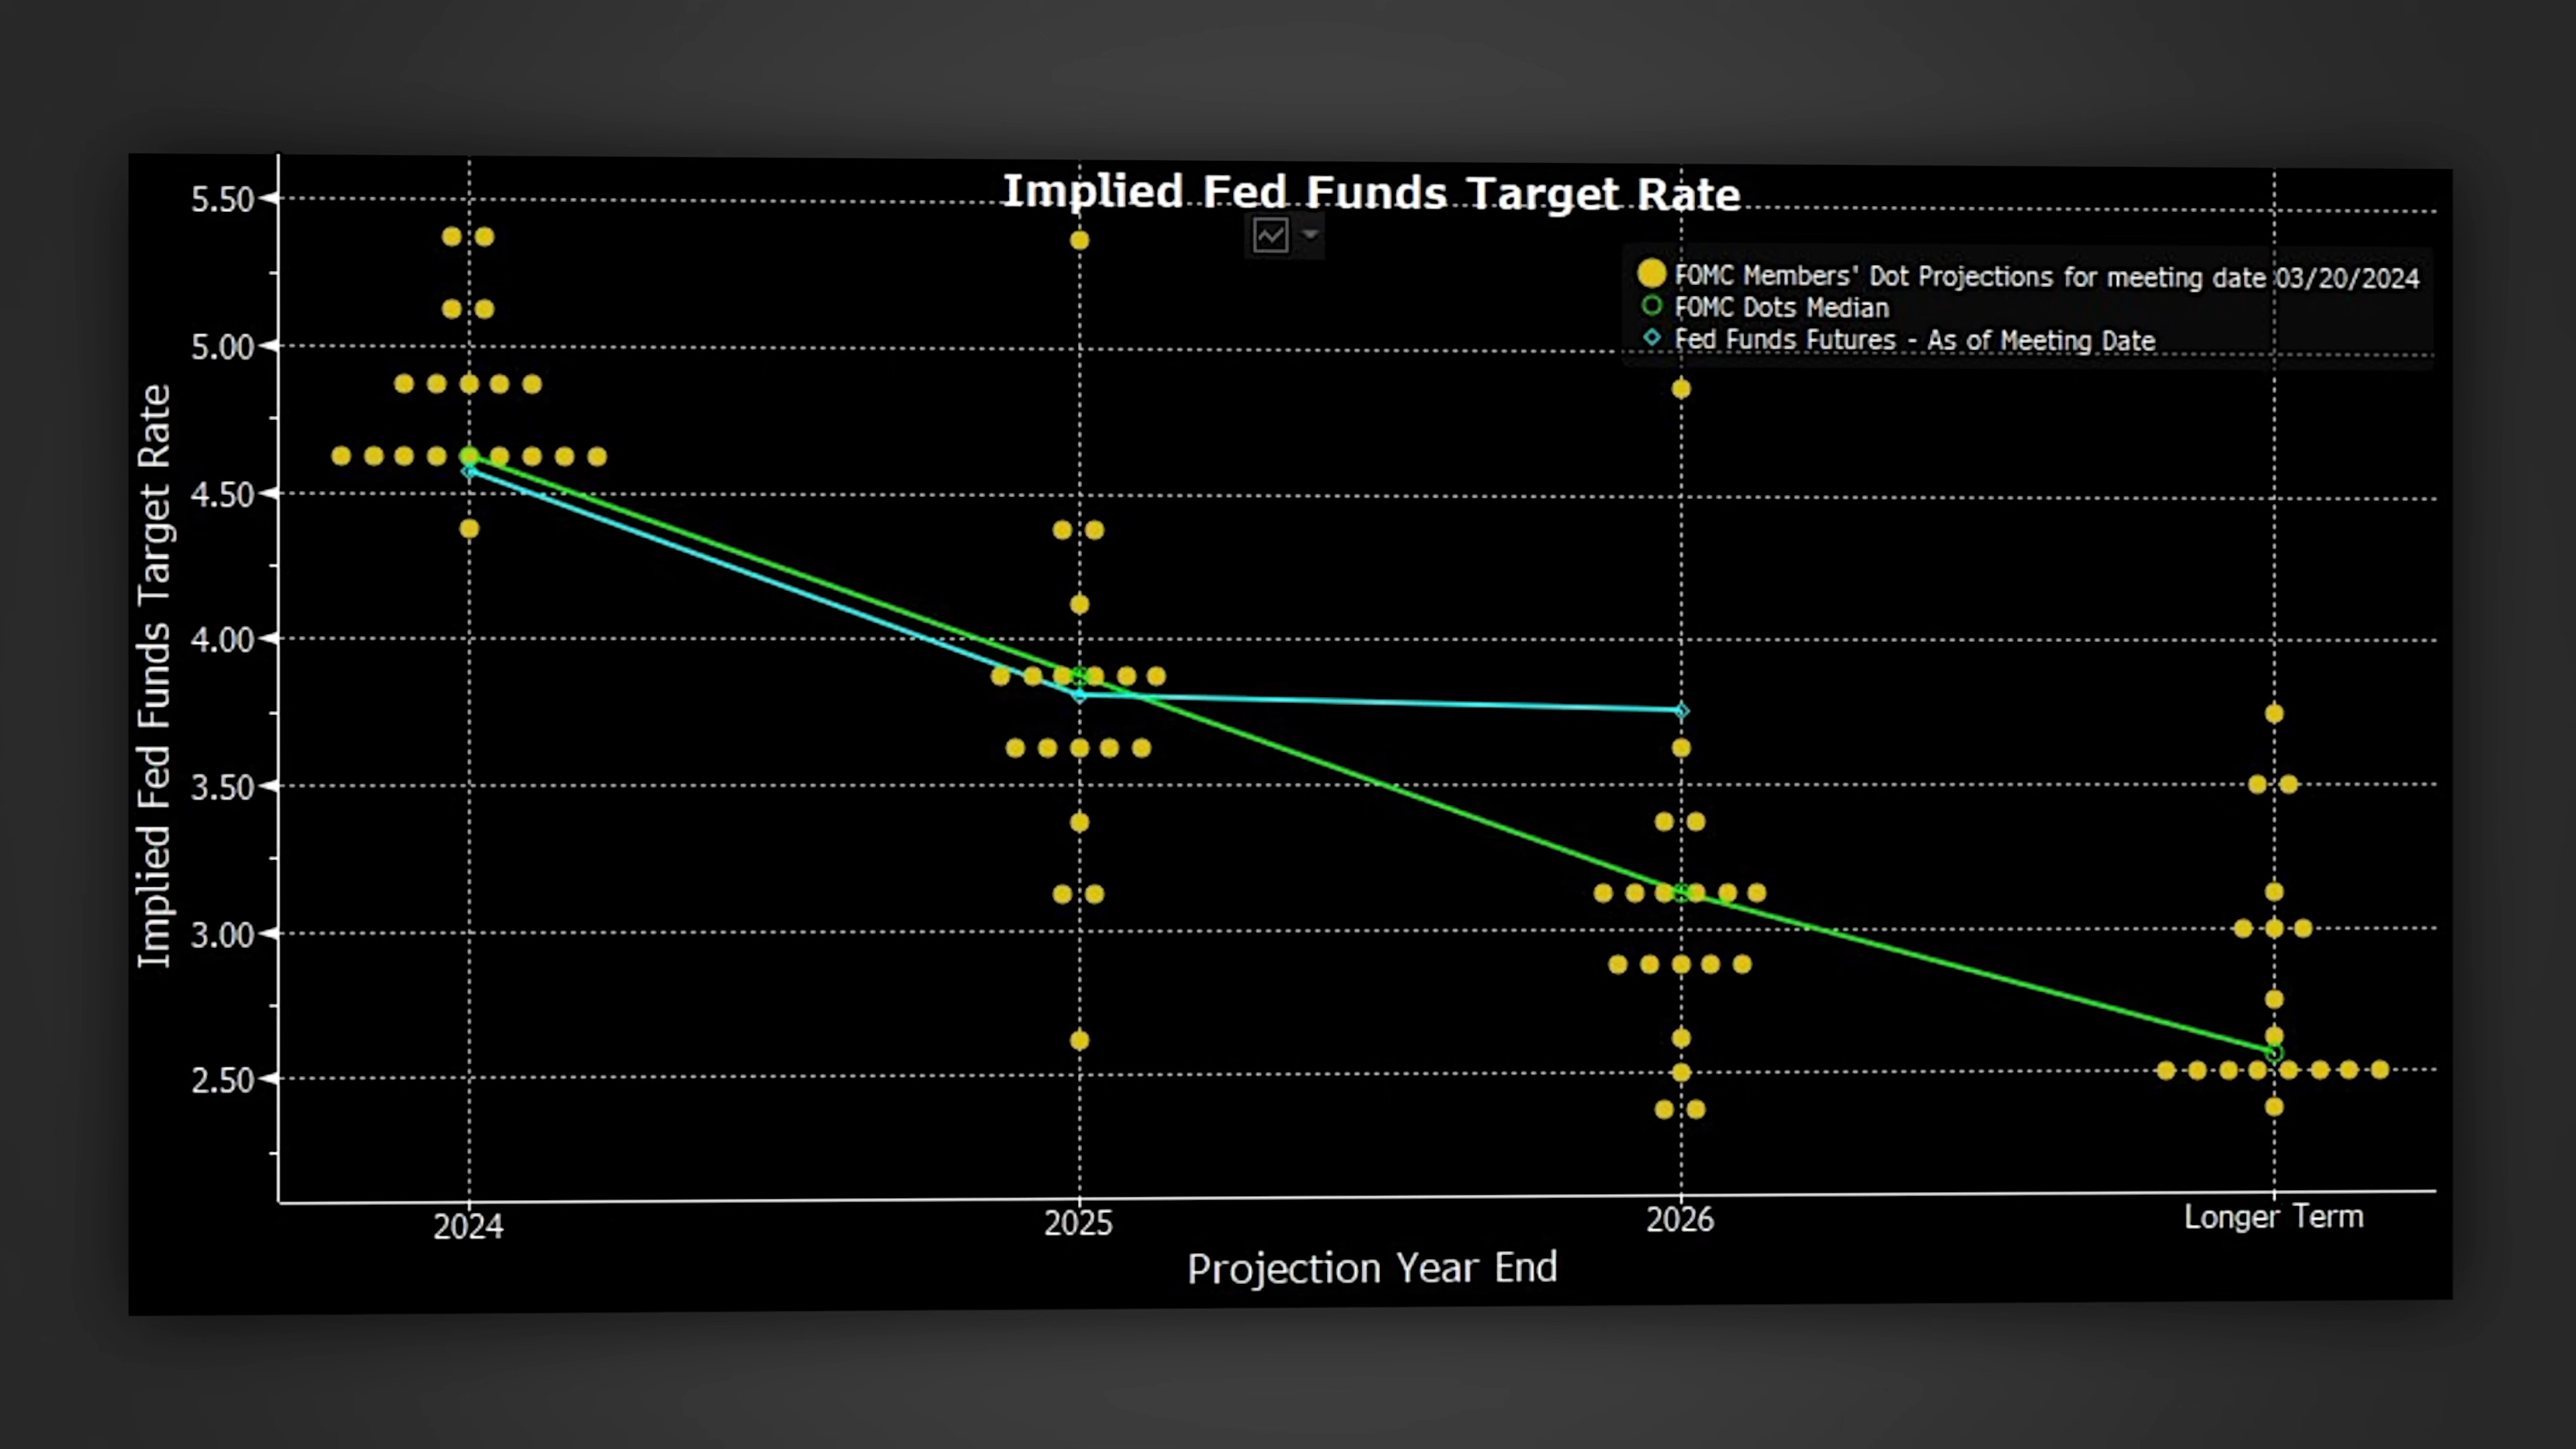 Implied Fed Funds Target Rate
FOMC Members' Dot Projections for meeting date 03/20/2024
FOMC Dots Median
Fed Funds Futures - As of Meeting Date
Implied Fed Funds Target Rate
5.50
5.00
4.50
4.00
3.50
3.00
2.50
2024
2025
2026
Longer Term
Projection Year End